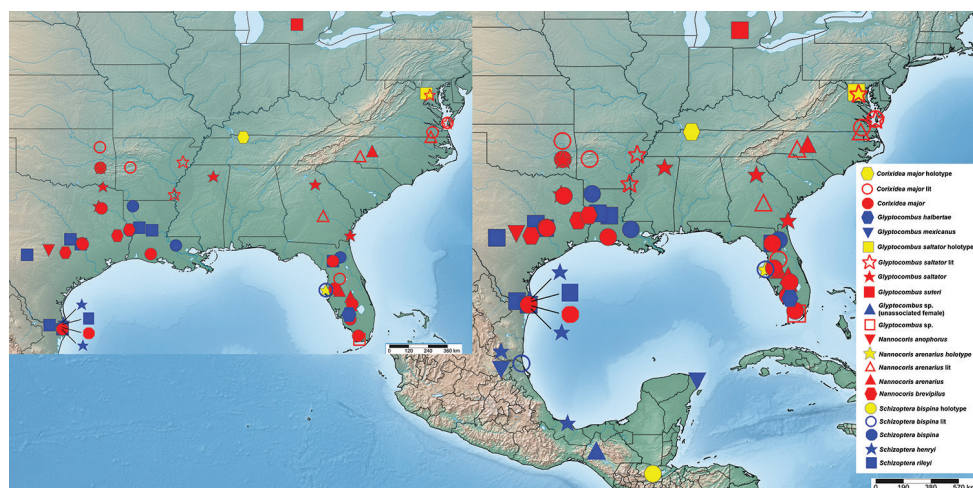 Corixidea major holotype
Corixidea major lit
Corixidea major
Glyptocombus halbertae
Glyptocombus mexicanus
Glyptocombus saltator holotype
Glyptocombus saltator lit
Glyptocombus saltator
Glyptocombus suteri
Glyptocombus sp.
(unassociated female)
Glyptocombus sp.
Nannocoris anophorus
Nannocoris arenarius holotype
Nannocoris arenarius lit
Nannocoris arenarius
Nannocoris brevipilus
Schizoptera bispina holotype
Schizoptera bispina lit
Schizoptera bispina
Schizoptera henryi
Schizoptera rileyi
0 120 240 360 km
0 190 380 570 km